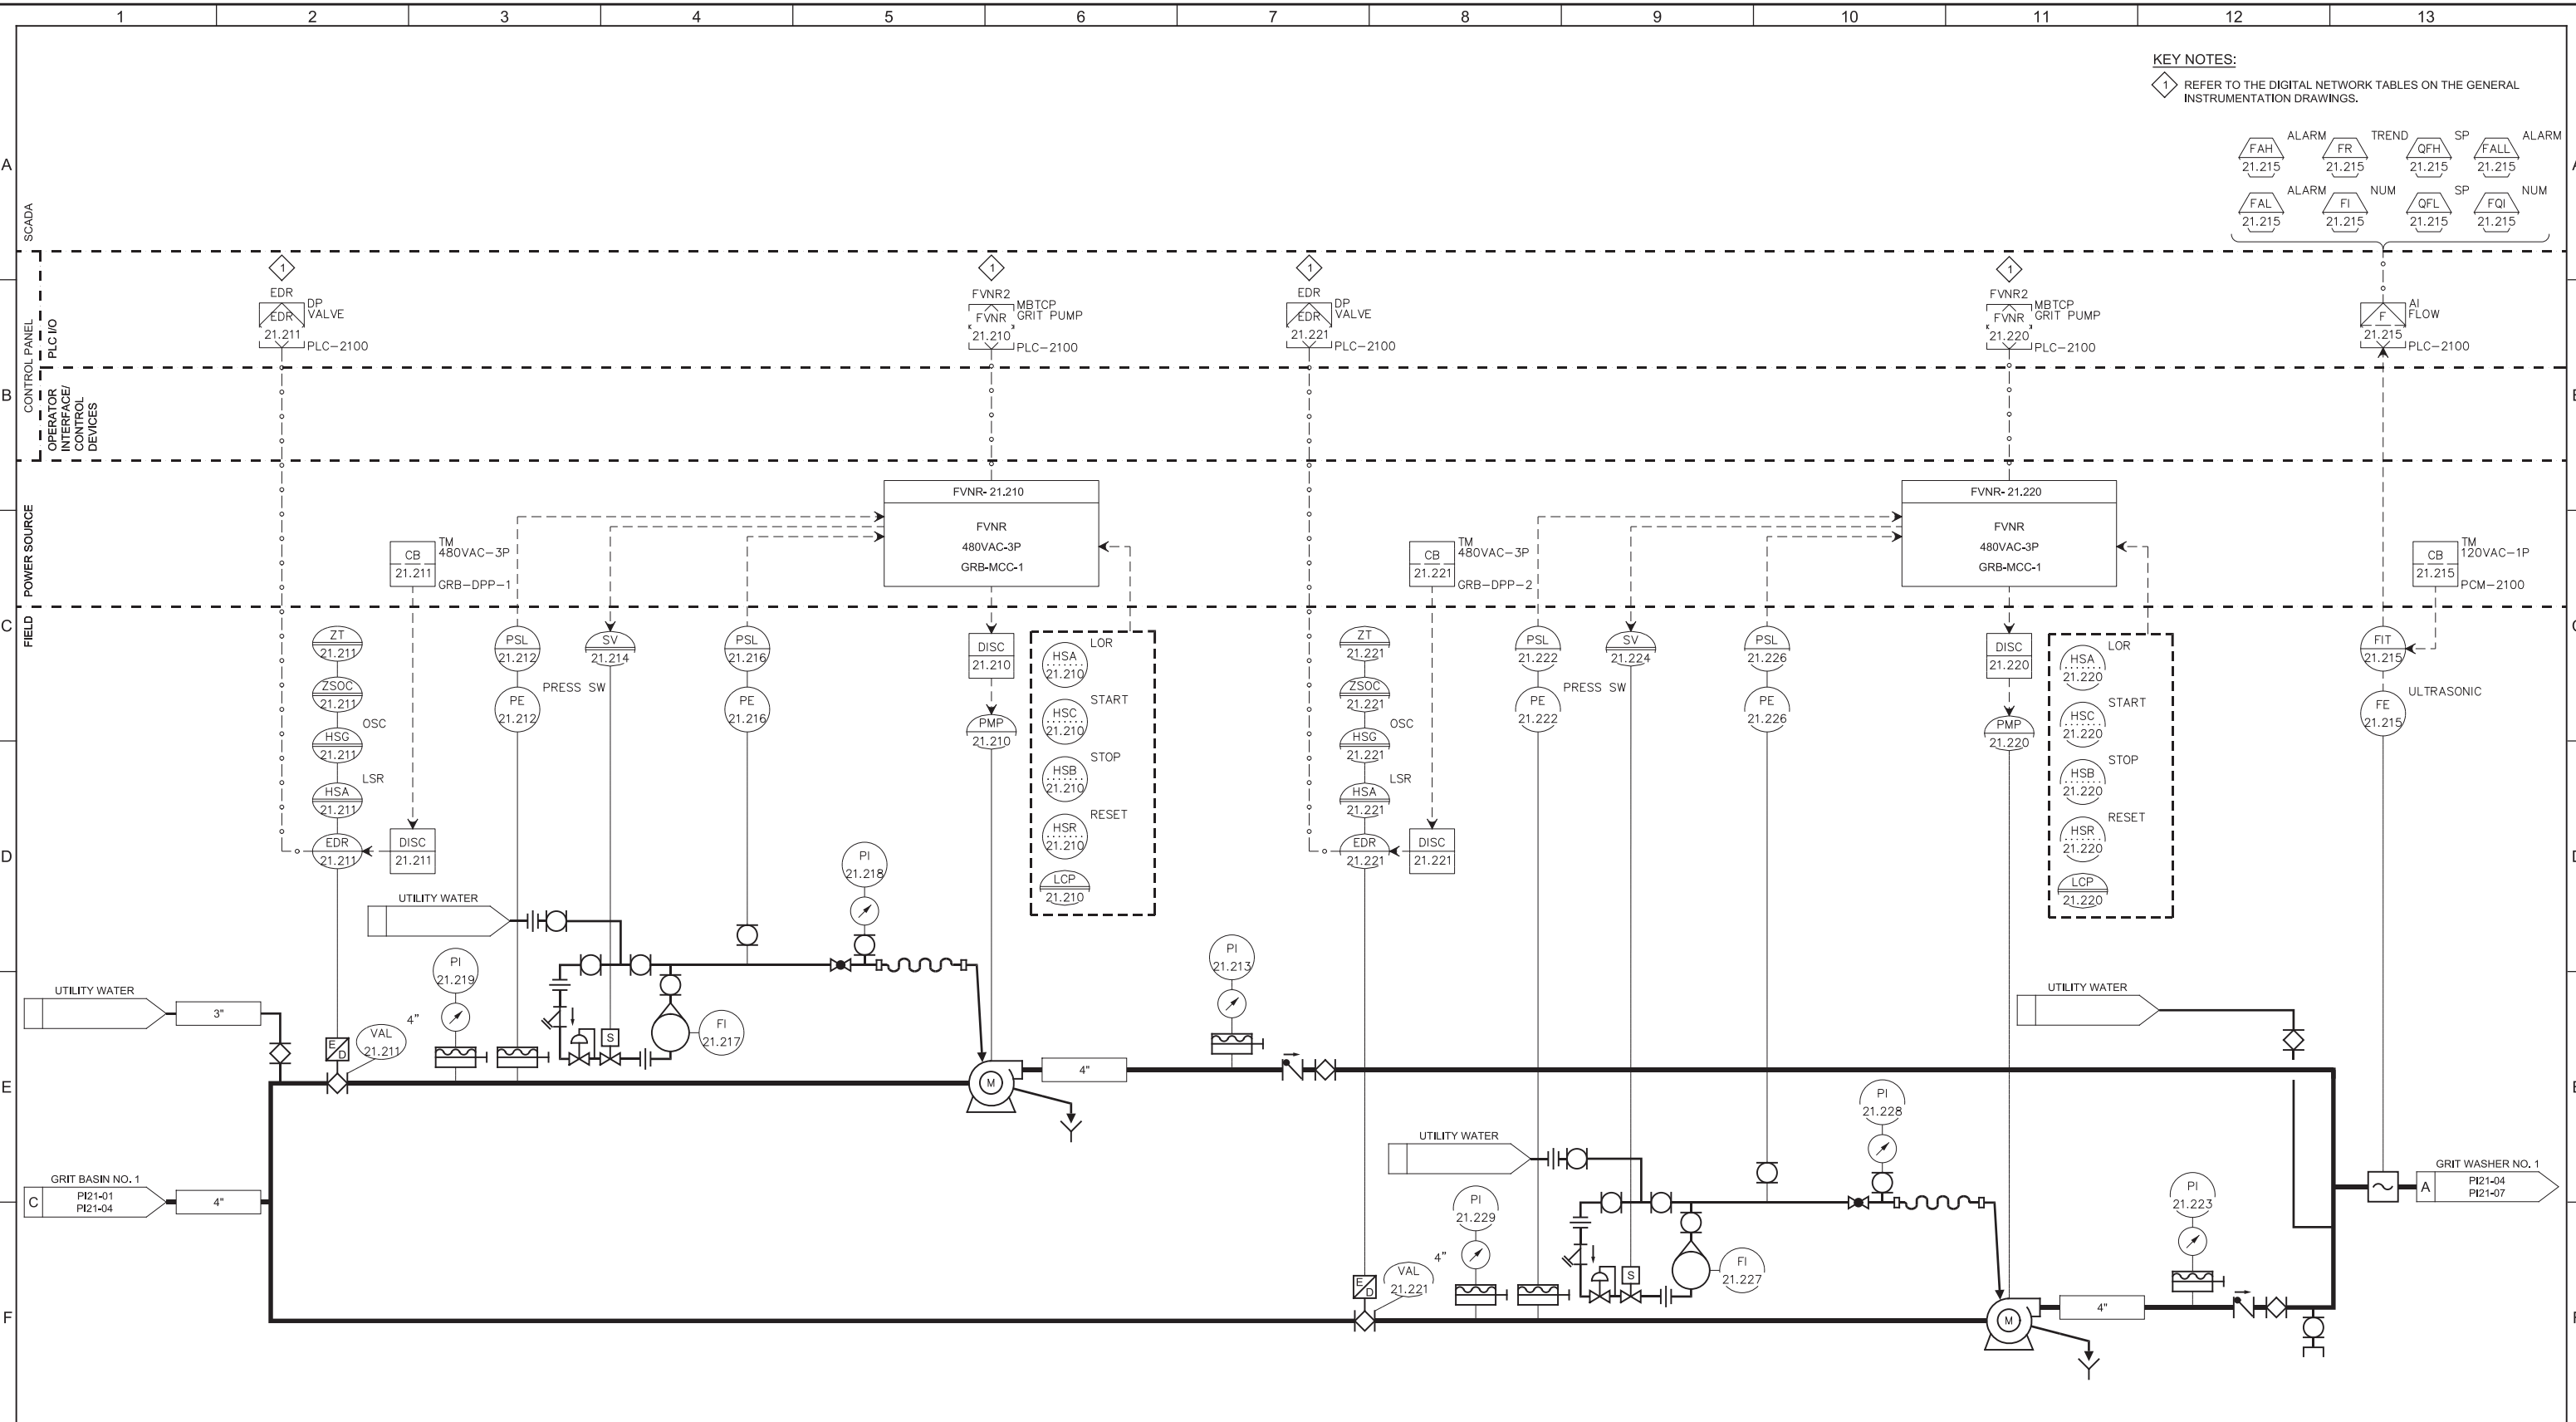 1 2 3 4 5 6 7 8 9 10 11 12 13
KEY NOTES:
1 REFER TO THE DIGITAL NETWORK TABLES ON THE GENERAL
INSTRUMENTATION DRAWINGS.
A
SCADA
FAH
21.215
ALARM
FR
21.215
TREND
QFH
21.215
SP
FALL
21.215
ALARM
FAL
21.215
ALARM
FI
21.215
NUM
QFL
21.215
SP
FQI
21.215
NUM
B
CONTROL PANEL
PLC I/O
OPERATOR
INTERFACE/
CONTROL
DEVICES
1
EDR
EDR
21.211
DP
VALVE
PLC-2100
1
FVNR2
FVNR
21.210
MBTCP
GRIT PUMP
PLC-2100
1
EDR
EDR
21.221
DP
VALVE
PLC-2100
1
FVNR2
FVNR
21.220
MBTCP
GRIT PUMP
PLC-2100
F
21.215
AI
FLOW
PLC-2100
POWER SOURCE
CB
21.211
TM
480VAC-3P
GRB-DPP-1
FVNR- 21.210
FVNR
480VAC-3P
GRB-MCC-1
CB
21.221
TM
480VAC-3P
GRB-DPP-2
FVNR- 21.220
FVNR
480VAC-3P
GRB-MCC-1
CB
21.215
TM
120VAC-1P
PCM-2100
C
FIELD
ZT
21.211
ZSOC
21.211
HSG
21.211
OSC
HSA
21.211
LSR
EDR
21.211
DISC
21.211
PSL
21.212
PE
21.212
PRESS SW
SV
21.214
PSL
21.216
PE
21.216
DISC
21.210
PMP
21.210
HSA
21.210
LOR
HSC
21.210
START
HSB
21.210
STOP
HSR
21.210
RESET
LCP
21.210
ZT
21.221
ZSOC
21.221
HSG
21.221
OSC
HSA
21.221
LSR
EDR
21.221
DISC
21.221
PSL
21.222
PE
21.222
PRESS SW
SV
21.224
PSL
21.226
PE
21.226
DISC
21.220
PMP
21.220
HSA
21.220
LOR
HSC
21.220
START
HSB
21.220
STOP
HSR
21.220
RESET
LCP
21.220
FIT
21.215
FE
21.215
ULTRASONIC
D
UTILITY WATER
PI
21.218
PI
21.219
PI
21.213
UTILITY WATER
3"
E
D
VAL
21.211
4"
S
FI
21.217
M
4"
UTILITY WATER
E
GRIT BASIN NO. 1
C
PI21-01
PI21-04
4"
UTILITY WATER
PI
21.228
PI
21.229
E
D
VAL
21.221
4"
S
FI
21.227
M
4"
PI
21.223
GRIT WASHER NO. 1
A
PI21-04
PI21-07
F